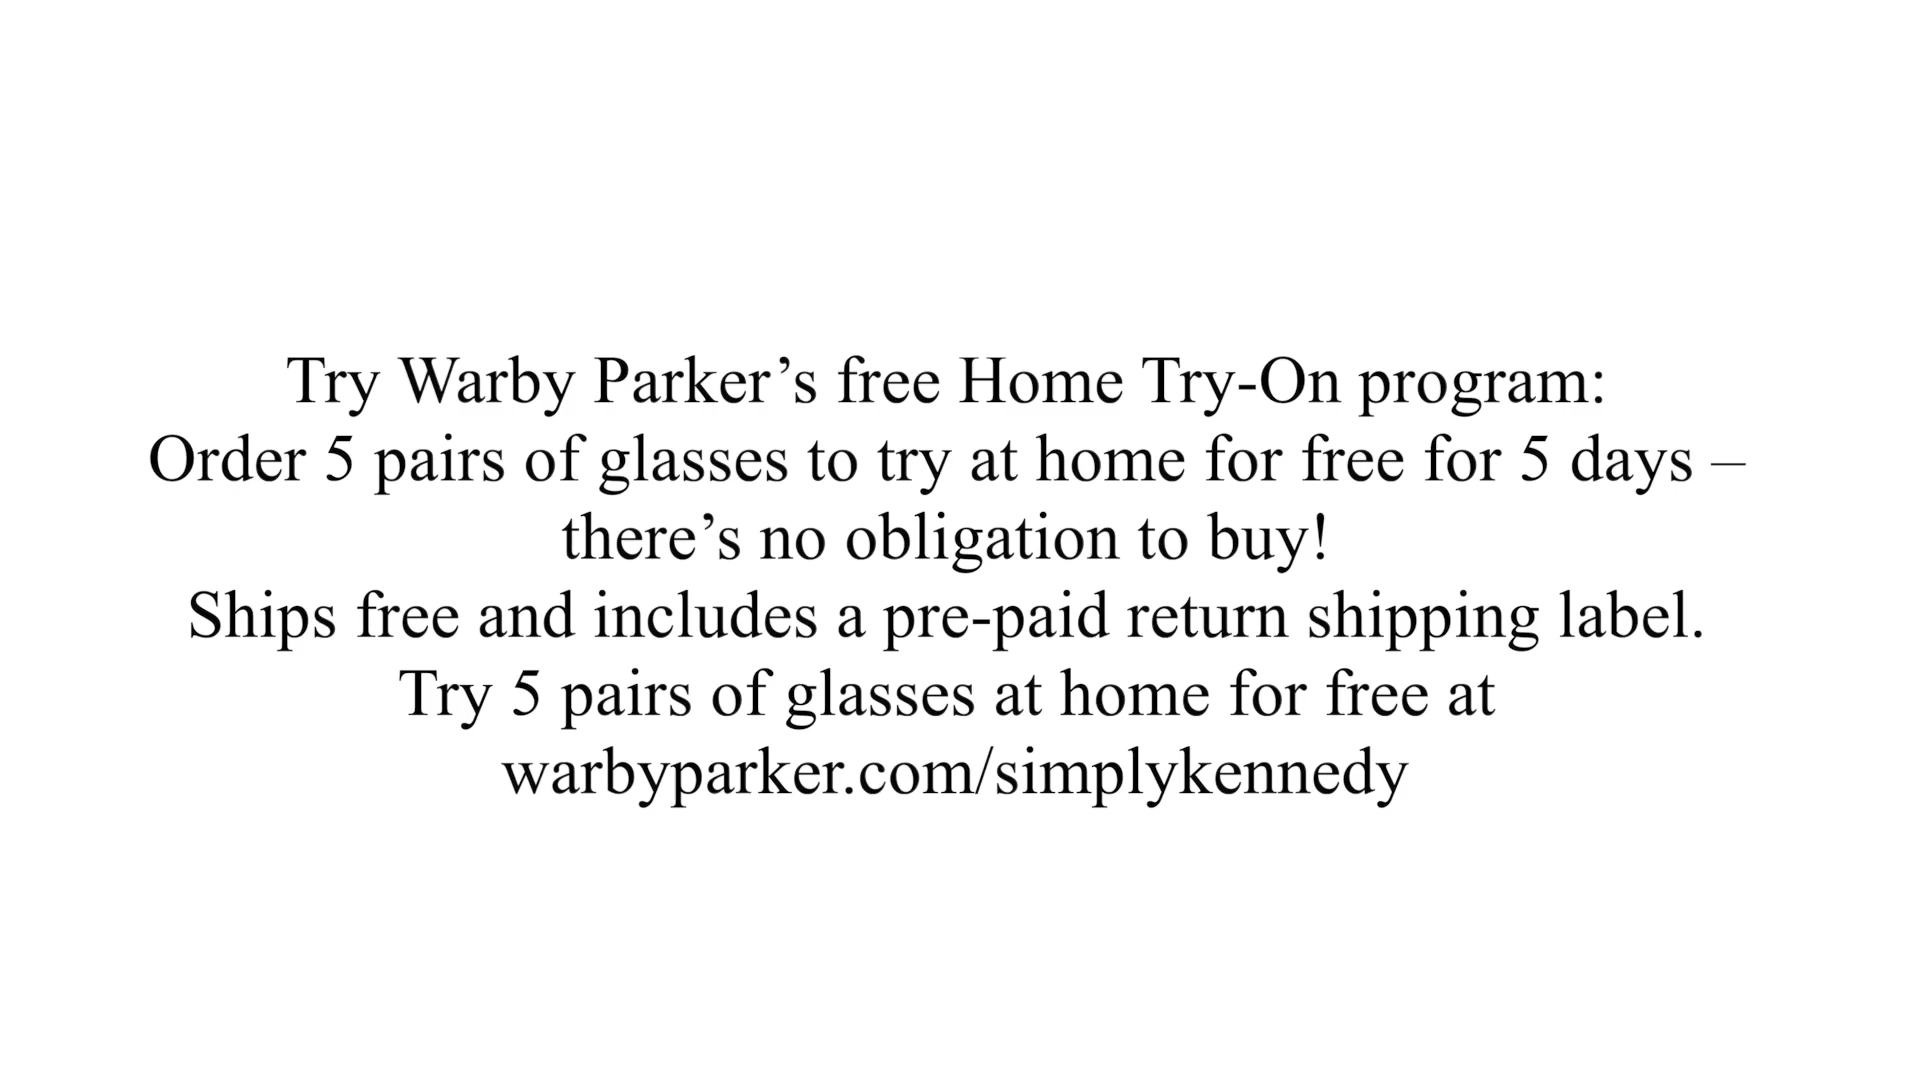 Try Warby Parker’s free Home Try-On program:
Order 5 pairs of glasses to try at home for free for 5 days –
there’s no obligation to buy!
Ships free and includes a pre-paid return shipping label.
Try 5 pairs of glasses at home for free at
warbyparker.com/simplykennedy